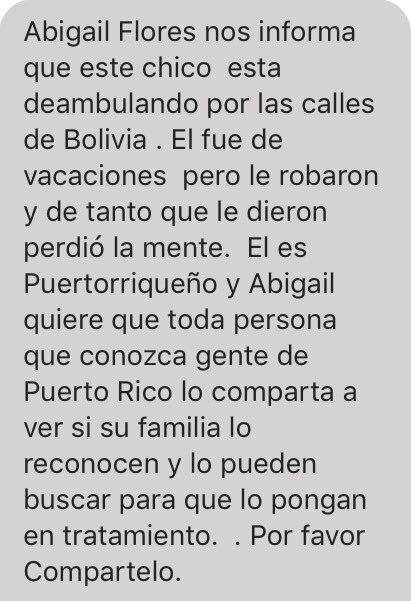 Abigail Flores nos informa
que este chico  esta
deambulando por las calles
de Bolivia . El fue de
vacaciones  pero le robaron
y de tanto que le dieron
perdió la mente.  El es
Puertorriqueño y Abigail
quiere que toda persona
que conozca gente de
Puerto Rico lo comparta a
ver si su familia lo
reconocen y lo pueden
buscar para que lo pongan
en tratamiento.  . Por favor
Compartelo.